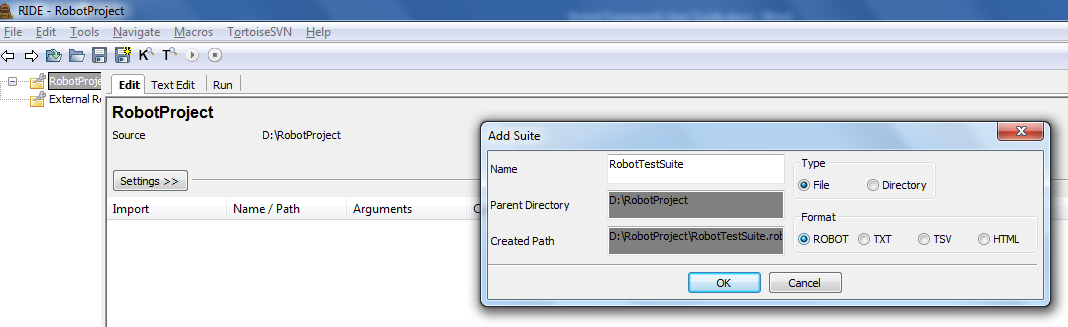 RIDE - RobotProject
File Edit Tools Navigate Macros TortoiseSVN Help
K T
RobotProje
External Re
Edit Text Edit Run
RobotProject
Source D:\RobotProject
Settings >>
Import Name / Path Arguments C
Add Suite
Name RobotTestSuite
Parent Directory D:\RobotProject
Created Path D:\RobotProject\RobotTestSuite.rob
Type
File Directory
Format
ROBOT TXT TSV HTML
OK Cancel